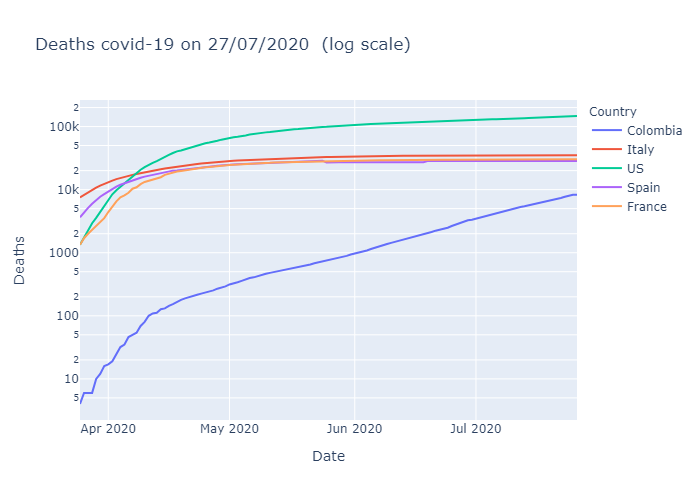 Deaths covid-19 on 27/07/2020 (log scale)
Country
Colombia
Italy
US
Spain
France
2
100k
5
2
10k
5
2
1000
5
2
100
5
2
10
5
Deaths
Apr 2020
May 2020
Jun 2020
Jul 2020
Date